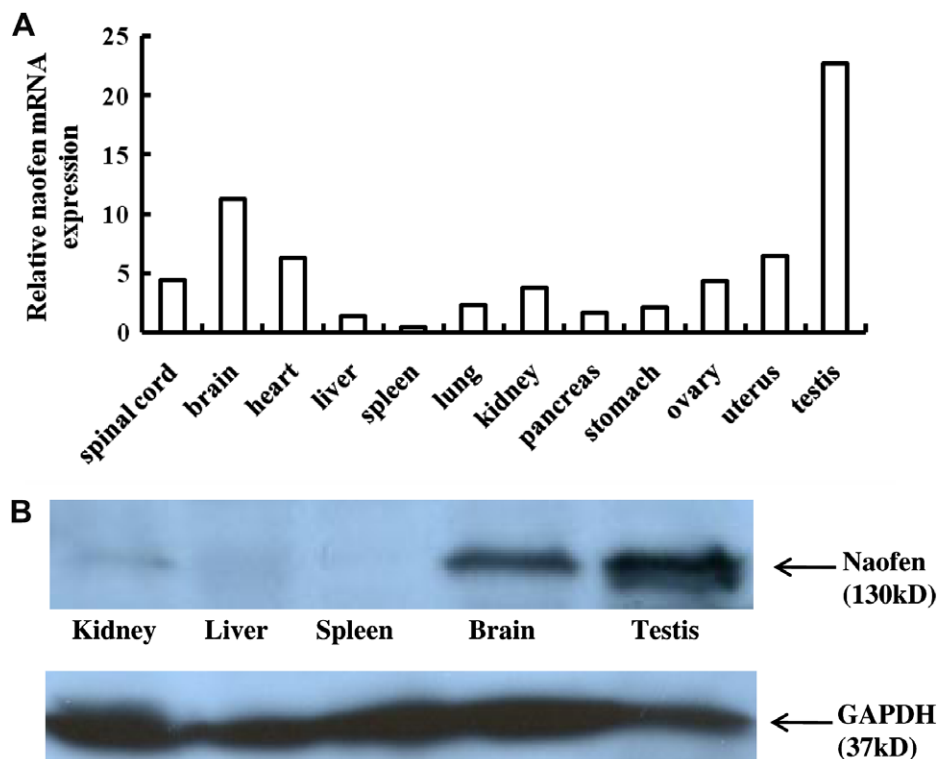 A
Relative naofen mRNA
expression
25
20
15
10
5
0
spinal cord
brain
heart
liver
spleen
lung
kidney
pancreas
stomach
ovary
uterus
testis
B
Naofen
(130kD)
Kidney
Liver
Spleen
Brain
Testis
GAPDH
(37kD)